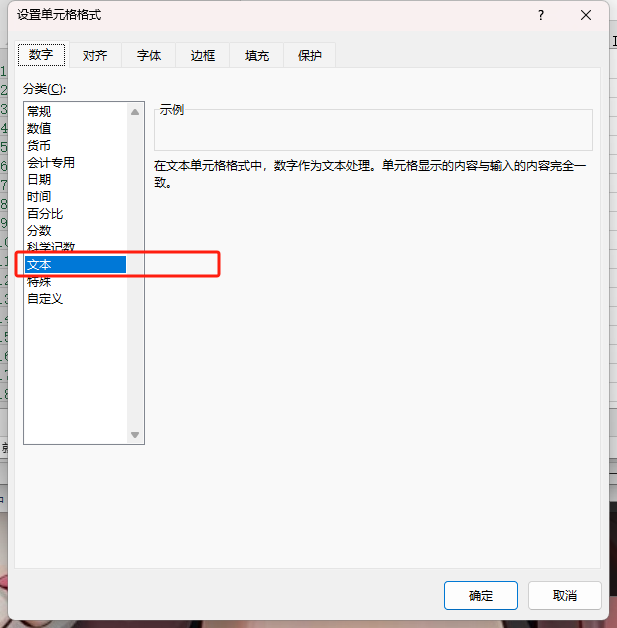 设置单元格格式
?
数字 对齐 字体 边框 填充 保护
分类(C):
常规
数值
货币
会计专用
日期
时间
百分比
分数
科学记数
文本
特殊
自定义
示例
在文本单元格格式中，数字作为文本处理。单元格显示的内容与输入的内容完全一
致。
确定 取消